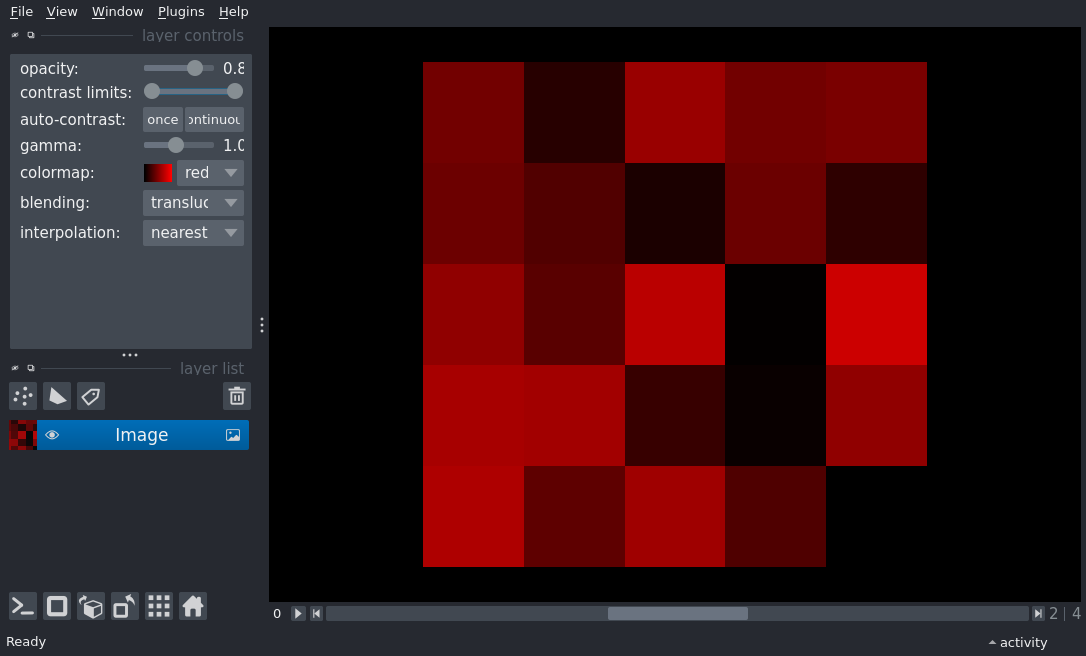 File View Window Plugins Help
layer controls
opacity: 0.8
contrast limits:
auto-contrast: once ontinuou
gamma: 1.0
colormap: red
blending: transluc
interpolation: nearest
layer list
Image
0 2 | 4
Ready
activity